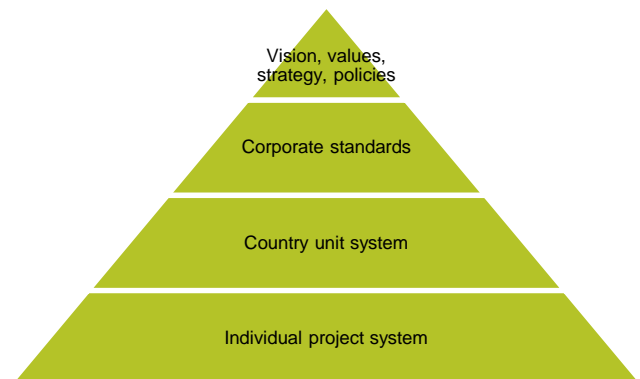 Vision, values,
strategy, policies
Corporate standards
Country unit system
Individual project system